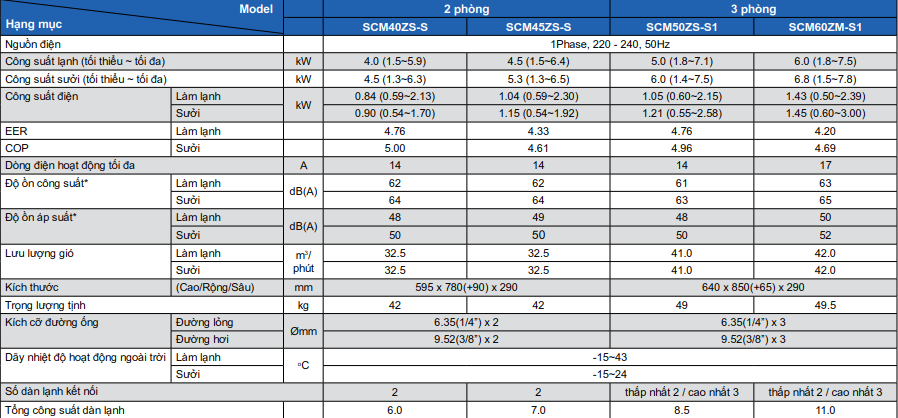 Model 2 phòng 3 phòng
Hạng mục SCM40ZS-S SCM45ZS-S SCM50ZS-S1 SCM60ZM-S1
Nguồn điện 1Phase, 220 - 240, 50Hz
Công suất lạnh (tối thiểu ~ tối đa) kW 4.0 (1.5~5.9) 4.5 (1.5~6.4) 5.0 (1.8~7.1) 6.0 (1.8~7.5)
Công suất sưởi (tối thiểu ~ tối đa) kW 4.5 (1.3~6.3) 5.3 (1.3~6.5) 6.0 (1.4~7.5) 6.8 (1.5~7.8)
Công suất điện Làm lạnh kW 0.84 (0.59~2.13) 1.04 (0.59~2.30) 1.05 (0.60~2.15) 1.43 (0.50~2.39)
Sưởi 0.90 (0.54~1.70) 1.15 (0.54~1.92) 1.21 (0.55~2.58) 1.45 (0.60~3.00)
EER Làm lạnh 4.76 4.33 4.76 4.20
COP Sưởi 5.00 4.61 4.96 4.69
Dòng điện hoạt động tối đa A 14 14 14 17
Độ ồn công suất* Làm lạnh dB(A) 62 62 61 63
Sưởi 64 64 63 65
Độ ồn áp suất* Làm lạnh dB(A) 48 49 48 50
Sưởi 50 50 50 52
Lưu lượng gió Làm lạnh m³/phút 32.5 32.5 41.0 42.0
Sưởi 32.5 32.5 41.0 42.0
Kích thước (Cao/Rộng/Sâu) mm 595 x 780(+90) x 290 640 x 850(+65) x 290
Trọng lượng tịnh kg 42 42 49 49.5
Kích cỡ đường ống Đường lỏng Ømm 6.35(1/4”) x 2 6.35(1/4”) x 3
Đường hơi 9.52(3/8”) x 2 9.52(3/8”) x 3
Dãy nhiệt độ hoạt động ngoài trời Làm lạnh ºC -15~43
Sưởi -15~24
Số dàn lạnh kết nối 2 2 thấp nhất 2 / cao nhất 3 thấp nhất 2 / cao nhất 3
Tổng công suất dàn lạnh 6.0 7.0 8.5 11.0